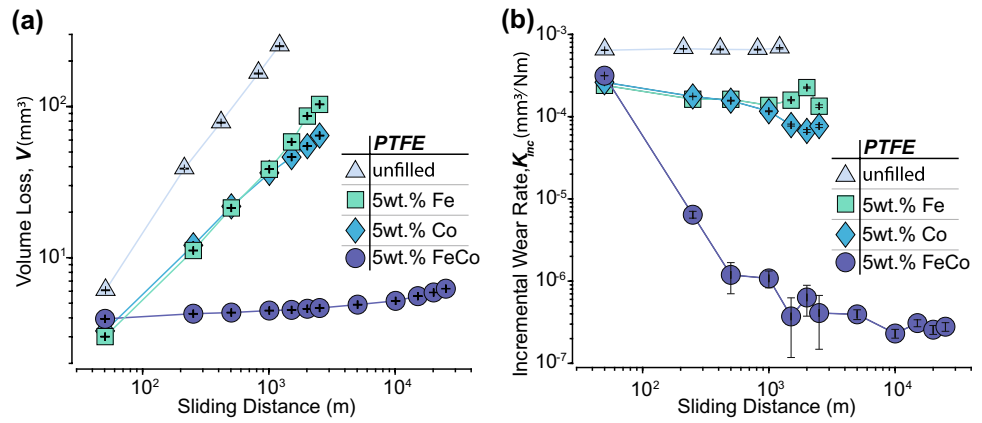 (a)
Volume Loss, V(mm³)
10²
10¹
10²
10³
10⁴
Sliding Distance (m)
PTFE
unfilled
5wt.% Fe
5wt.% Co
5wt.% FeCo
(b)
Incremental Wear Rate,Kinc (mm³/Nm)
10⁻³
10⁻⁴
10⁻⁵
10⁻⁶
10⁻⁷
10²
10³
10⁴
Sliding Distance (m)
PTFE
unfilled
5wt.% Fe
5wt.% Co
5wt.% FeCo